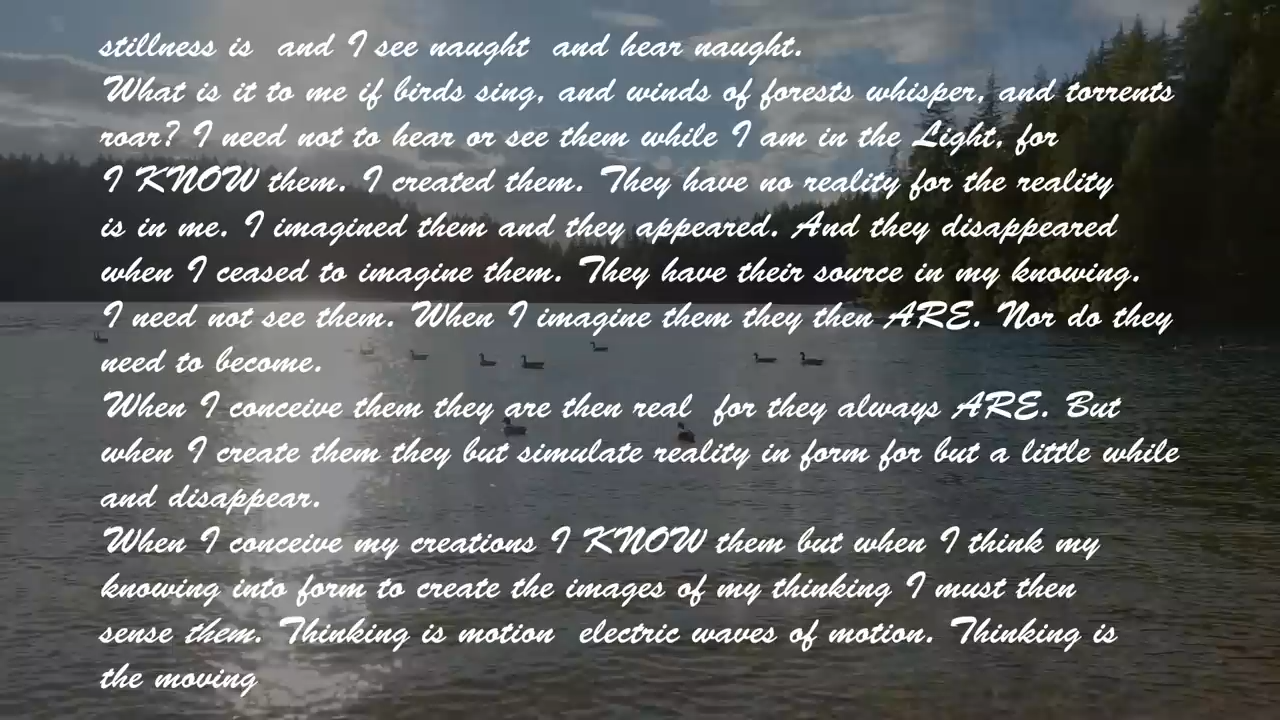 stillness is  and I see naught  and hear naught.
What is it to me if birds sing, and winds of forests whisper, and torrents
roar? I need not to hear or see them while I am in the Light, for
I KNOW them. I created them. They have no reality for the reality
is in me. I imagined them and they appeared. And they disappeared
when I ceased to imagine them. They have their source in my knowing.
I need not see them. When I imagine them they then ARE. Nor do they
need to become.
When I conceive them they are then real  for they always ARE. But
when I create them they but simulate reality in form for but a little while
and disappear.
When I conceive my creations I KNOW them but when I think my
knowing into form to create the images of my thinking I must then
sense them. Thinking is motion  electric waves of motion. Thinking is
the moving